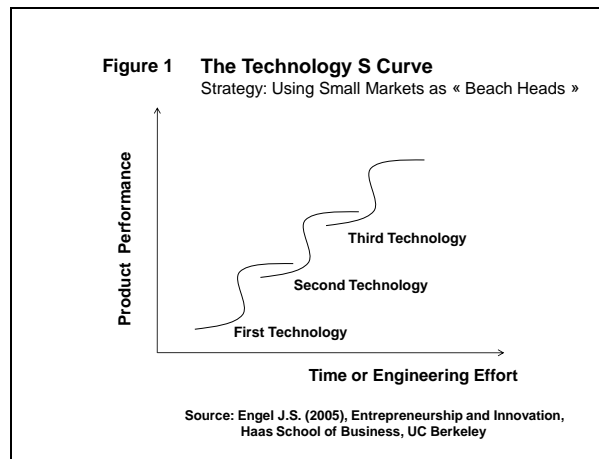 Figure 1 The Technology S Curve
Strategy: Using Small Markets as « Beach Heads »
Product Performance
Third Technology
Second Technology
First Technology
Time or Engineering Effort
Source: Engel J.S. (2005), Entrepreneurship and Innovation,
Haas School of Business, UC Berkeley